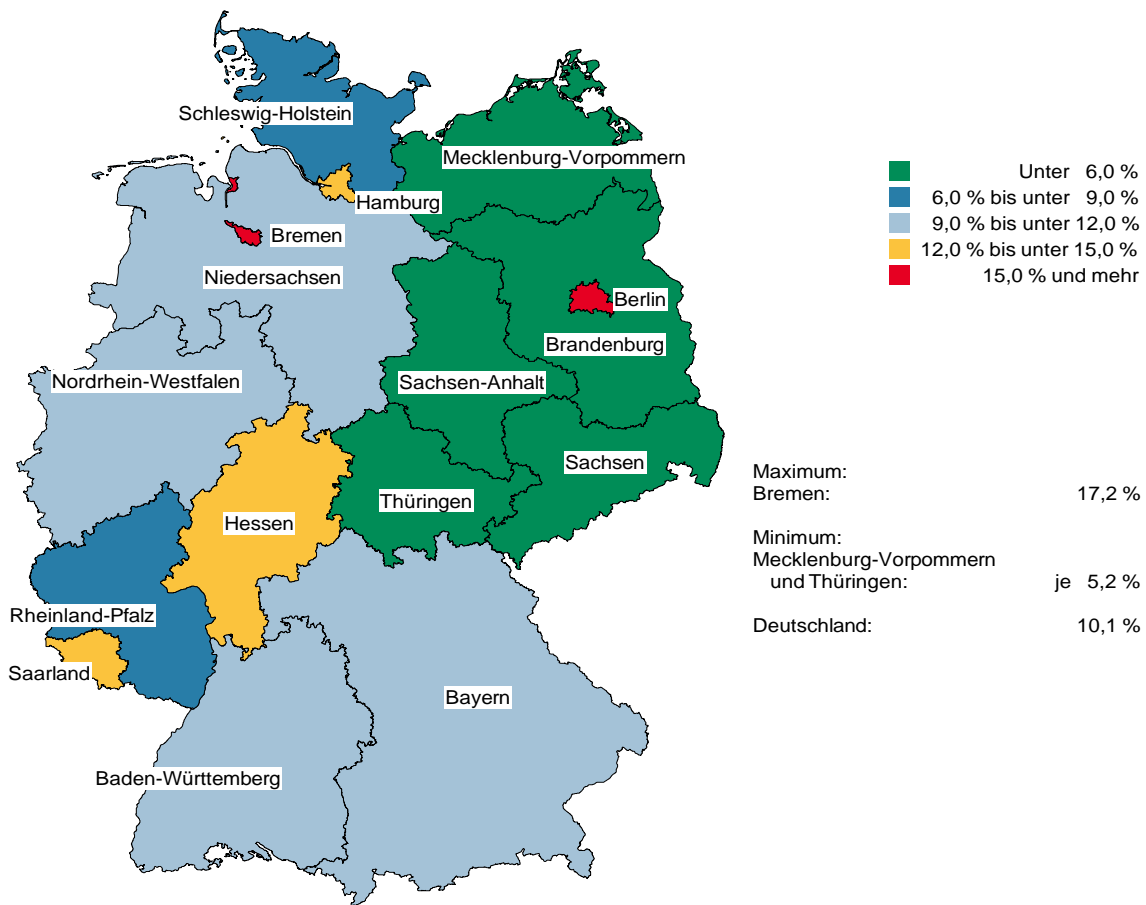 Schleswig-Holstein
Mecklenburg-Vorpommern
Hamburg
Bremen
Niedersachsen
Berlin
Brandenburg
Nordrhein-Westfalen
Sachsen-Anhalt
Sachsen
Thüringen
Hessen
Rheinland-Pfalz
Saarland
Bayern
Baden-Württemberg
Unter 6,0 %
6,0 % bis unter 9,0 %
9,0 % bis unter 12,0 %
12,0 % bis unter 15,0 %
15,0 % und mehr
Maximum:
Bremen: 17,2 %
Minimum:
Mecklenburg-Vorpommern
und Thüringen: je 5,2 %
Deutschland: 10,1 %